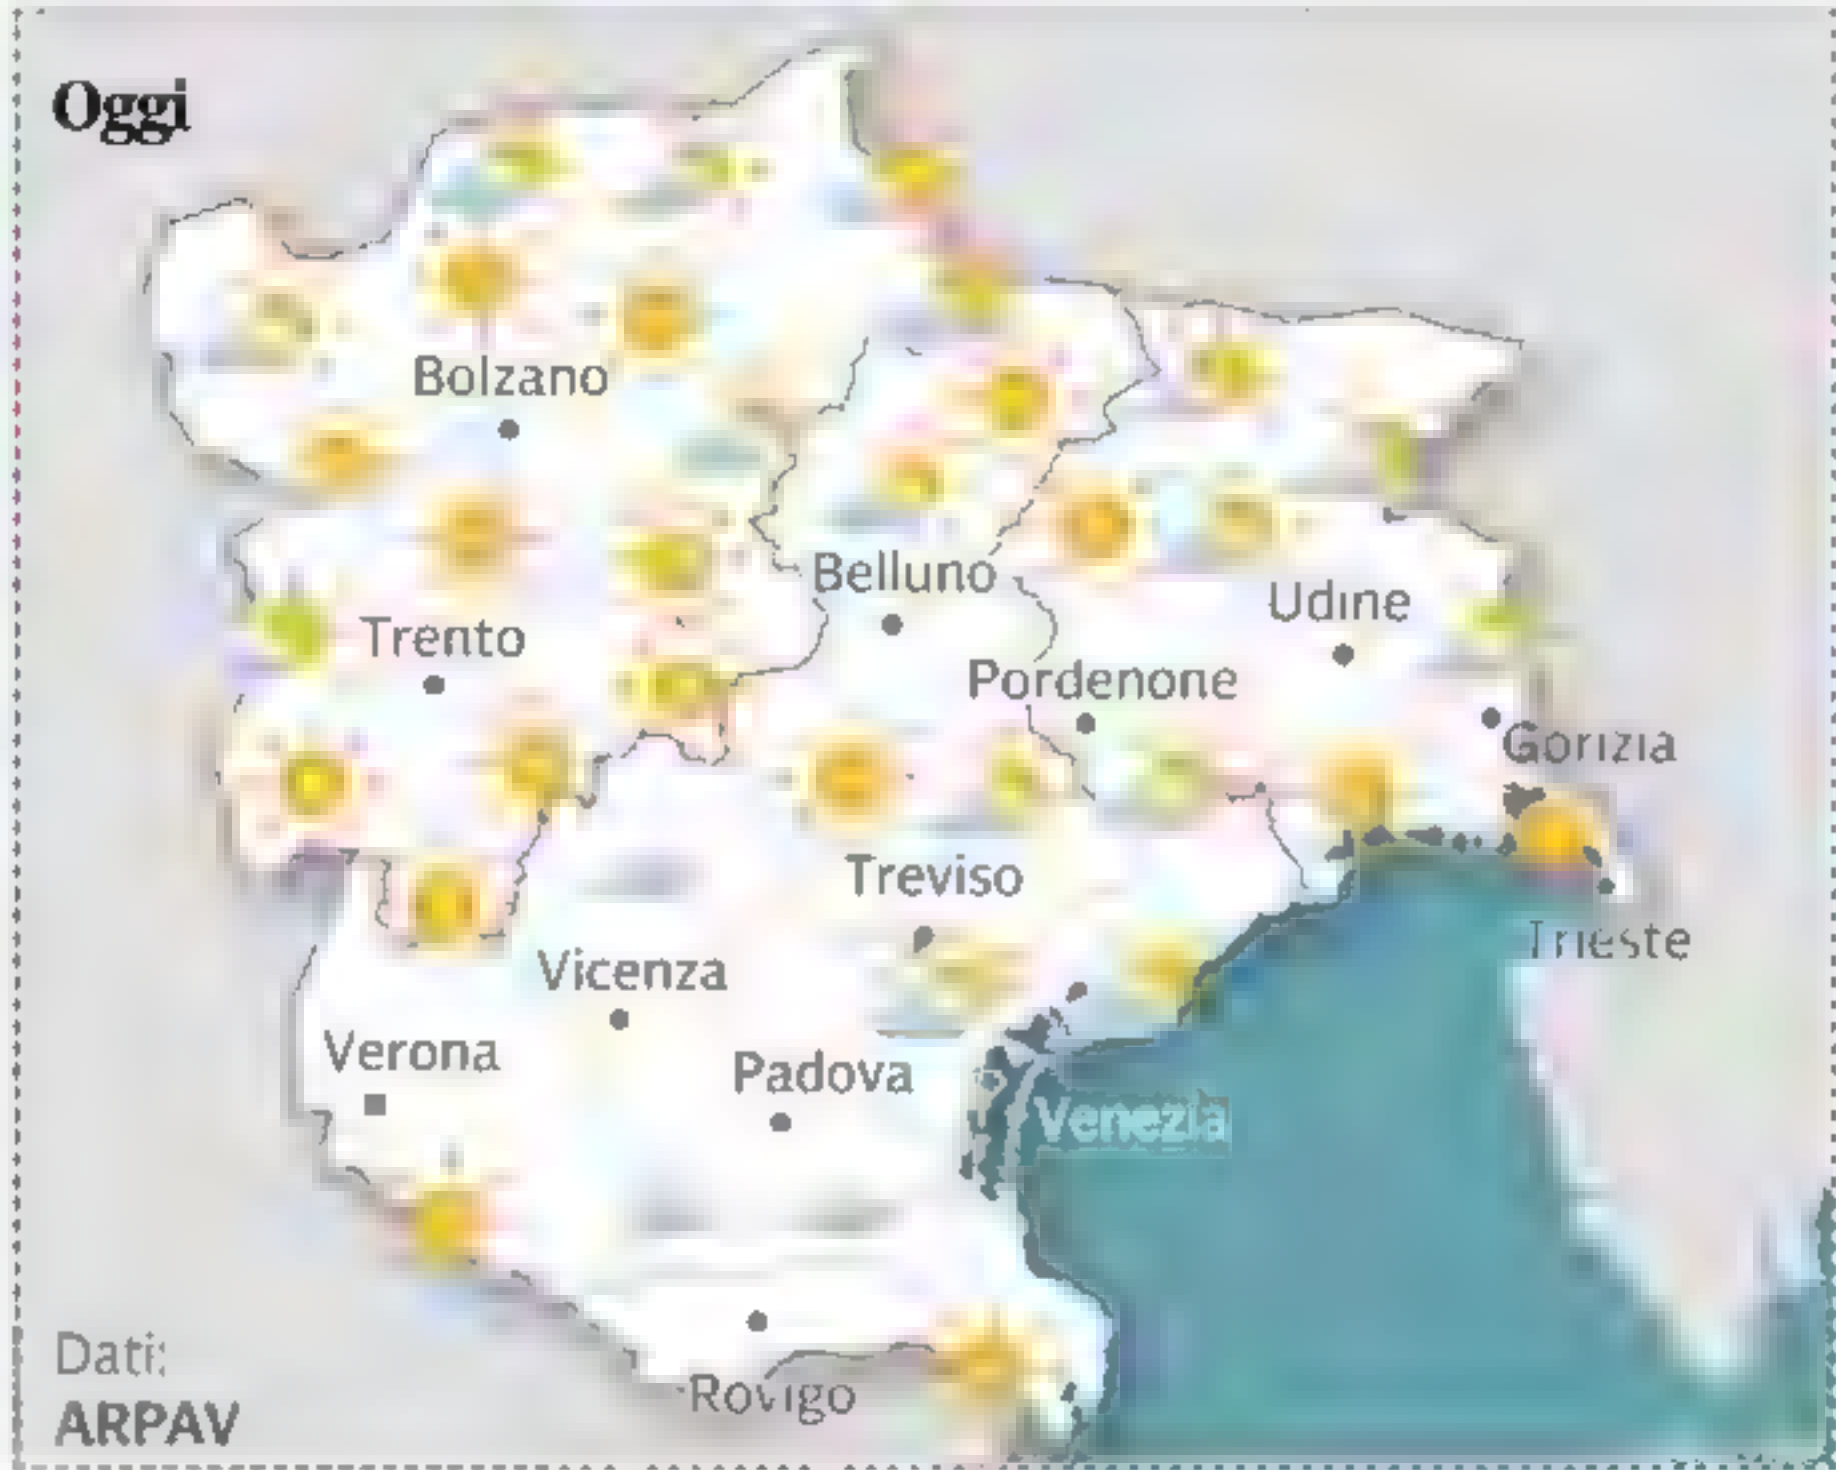 Oggi
Bolzano
Belluno
Udine
Trento
Pordenone
Gorizia
Treviso
Trieste
Vicenza
Verona
Padova
Venezia
Dati:
Rovigo
ARPAV